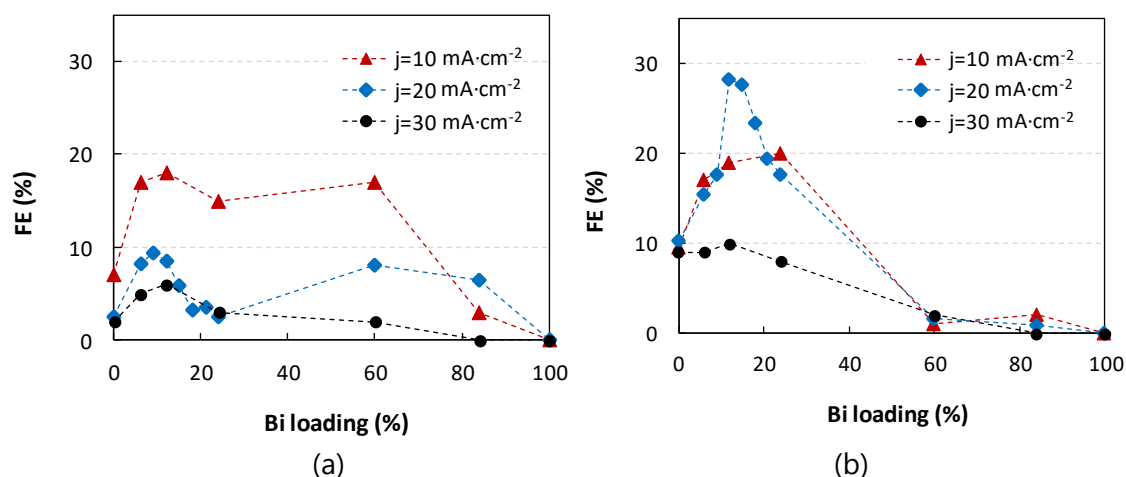 30
20
10
0
FE (%)
j=10 mA·cm-2
j=20 mA·cm-2
j=30 mA·cm-2
0 20 40 60 80 100
Bi loading (%)
(a)
30
20
10
0
FE (%)
j=10 mA·cm-2
j=20 mA·cm-2
j=30 mA·cm-2
0 20 40 60 80 100
Bi loading (%)
(b)